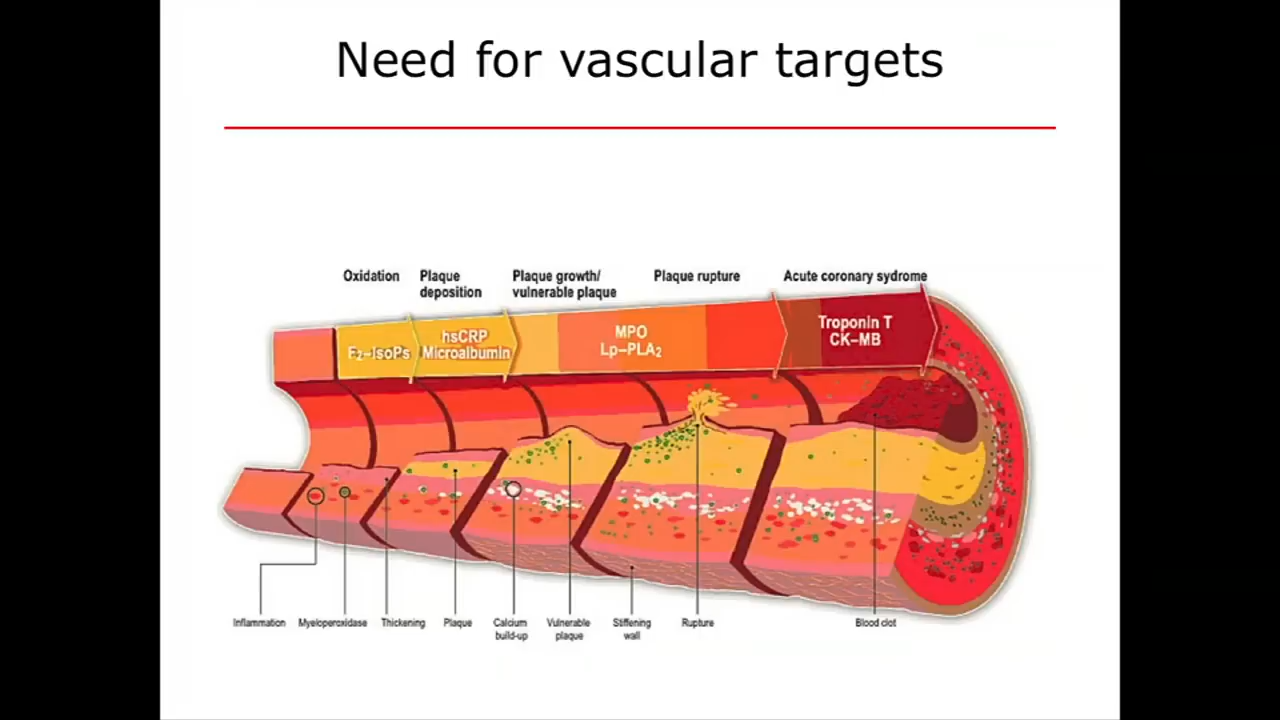 Need for vascular targets
Oxidation
Plaque
deposition
Plaque growth/
vulnerable plaque
Plaque rupture
Acute coronary sydrome
F2–IsoPs
hsCRP
Microalbumin
MPO
Lp–PLA2
Troponin T
CK–MB
Inflammation
Myeloperoxidase
Thickening
Plaque
Calcium
build-up
Vulnerable
plaque
Stiffening
wall
Rupture
Blood clot